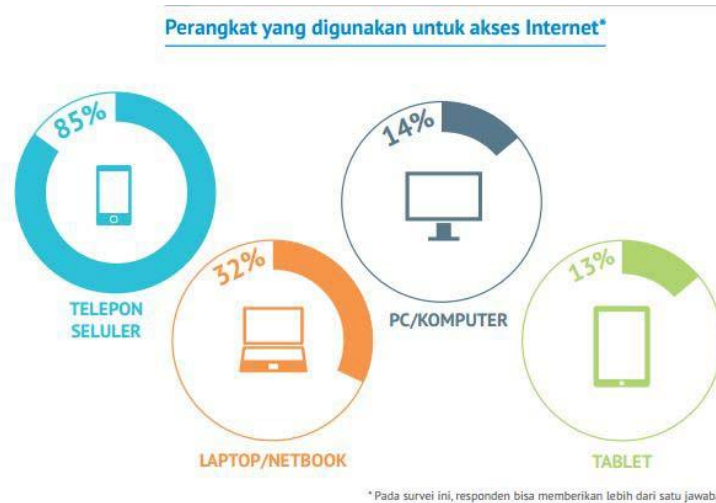 Perangkat yang digunakan untuk akses Internet*
85%
TELEPON
SELULER
32%
LAPTOP/NETBOOK
14%
PC/KOMPUTER
13%
TABLET
* Pada survei ini, responden bisa memberikan lebih dari satu jawab